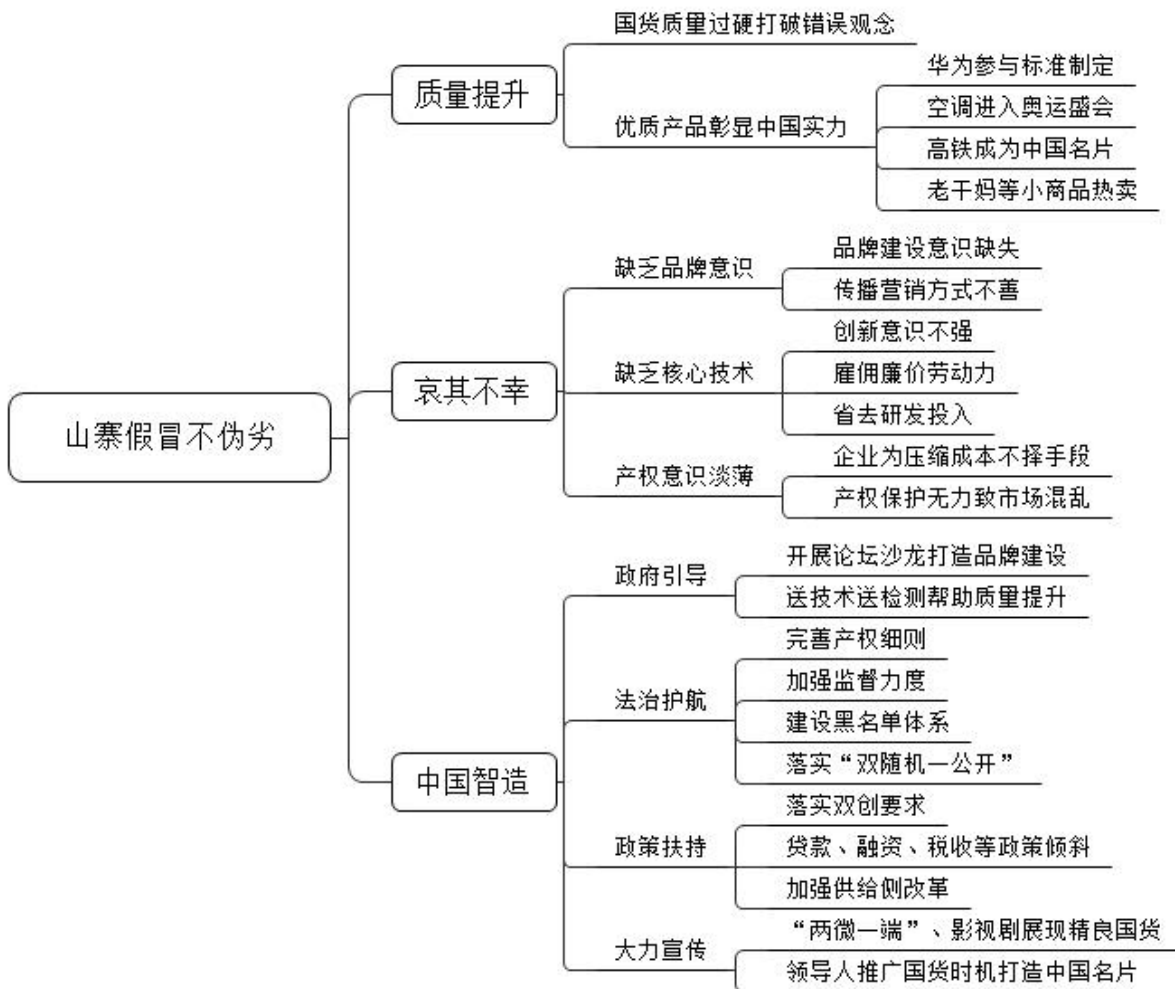 山寨假冒不伪劣
质量提升
国货质量过硬打破错误观念
优质产品彰显中国实力
华为参与标准制定
空调进入奥运盛会
高铁成为中国名片
老干妈等小商品热卖
哀其不幸
缺乏品牌意识
品牌建设意识缺失
传播营销方式不善
缺乏核心技术
创新意识不强
雇佣廉价劳动力
省去研发投入
产权意识淡薄
企业为压缩成本不择手段
产权保护无力致市场混乱
中国智造
政府引导
开展论坛沙龙打造品牌建设
送技术送检测帮助质量提升
法治护航
完善产权细则
加强监督力度
建设黑名单体系
落实“双随机一公开”
政策扶持
落实双创要求
贷款、融资、税收等政策倾斜
加强供给侧改革
大力宣传
“两微一端”、影视剧展现精良国货
领导人推广国货时机打造中国名片